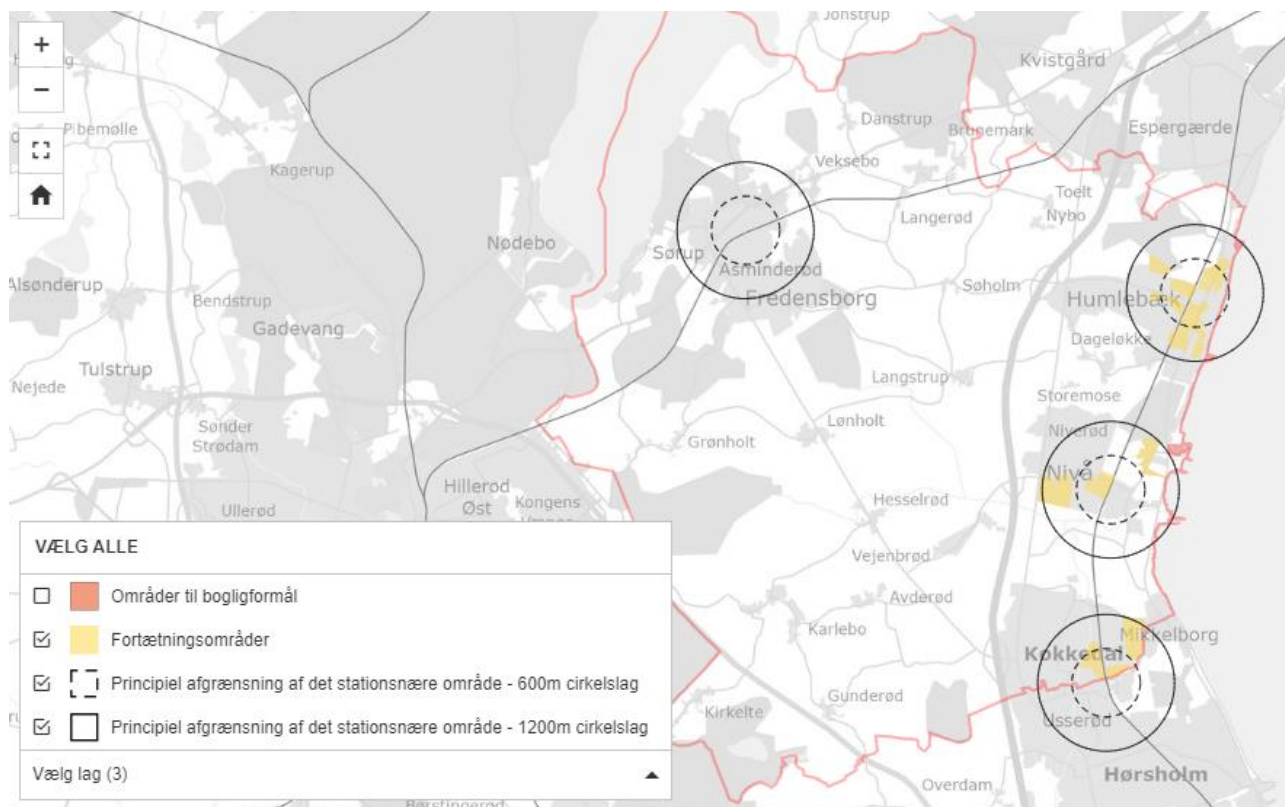 +
−
Jonstrup
Kvistgård
Danstrup
Espergærde
Pibemølle
Brunemark
Veksebo
Kagerup
Toelt
Nybo
Langerød
Nødebo
Sørup
Asminderød
Fredensborg
Søholm
Humlebæk
Alsønderup
Bendstrup
Gadevang
Dageløkke
Tulstrup
Nejede
Langstrup
Storemose
Sønder
Strødam
Lønholt
Niverød
Grønholt
Nivå
Hillerød
Øst
Kongens
Ullerød
Hesselrød
Vejenbrød
Avderød
Karlebo
Mikkelborg
Kokkedal
Gunderød
Kirkelte
Usserød
Overdam
Hørsholm
VÆLG ALLE
Områder til bogligformål
Fortætningsområder
Principiel afgrænsning af det stationsnære område - 600m cirkelslag
Principiel afgrænsning af det stationsnære område - 1200m cirkelslag
Vælg lag (3)